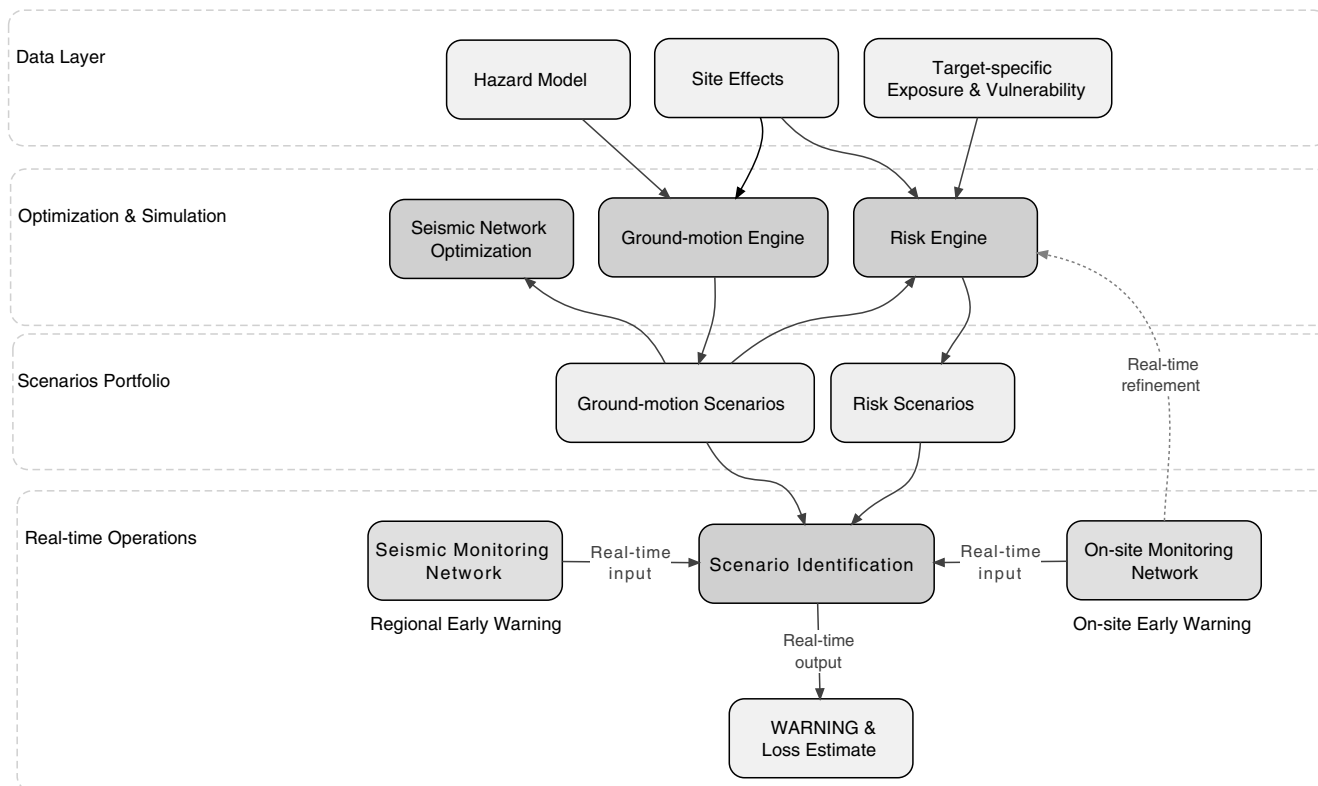 Data Layer
Hazard Model
Site Effects
Target-specific
Exposure & Vulnerability
Optimization & Simulation
Seismic Network
Optimization
Ground-motion Engine
Risk Engine
Scenarios Portfolio
Ground-motion Scenarios
Risk Scenarios
Real-time
refinement
Real-time Operations
Seismic Monitoring
Network
Regional Early Warning
Real-time
input
Scenario Identification
Real-time
input
On-site Monitoring
Network
On-site Early Warning
Real-time
output
WARNING &
Loss Estimate